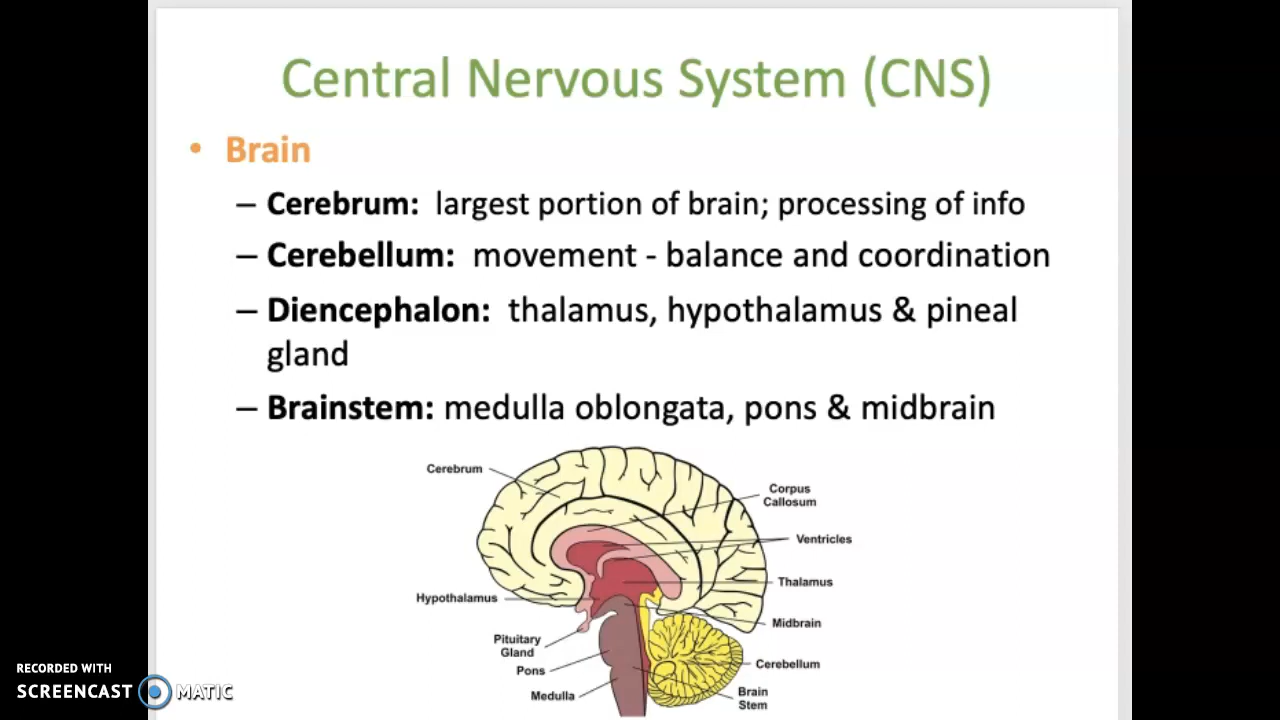 Central Nervous System (CNS)
• Brain
– Cerebrum: largest portion of brain; processing of info
– Cerebellum: movement - balance and coordination
– Diencephalon: thalamus, hypothalamus & pineal
gland
– Brainstem: medulla oblongata, pons & midbrain
Cerebrum
Corpus
Callosum
Ventricles
Thalamus
Hypothalamus
Midbrain
Pituitary
Gland
Pons
Cerebellum
Medulla
Brain
Stem
RECORDED WITH
SCREENCAST MATIC